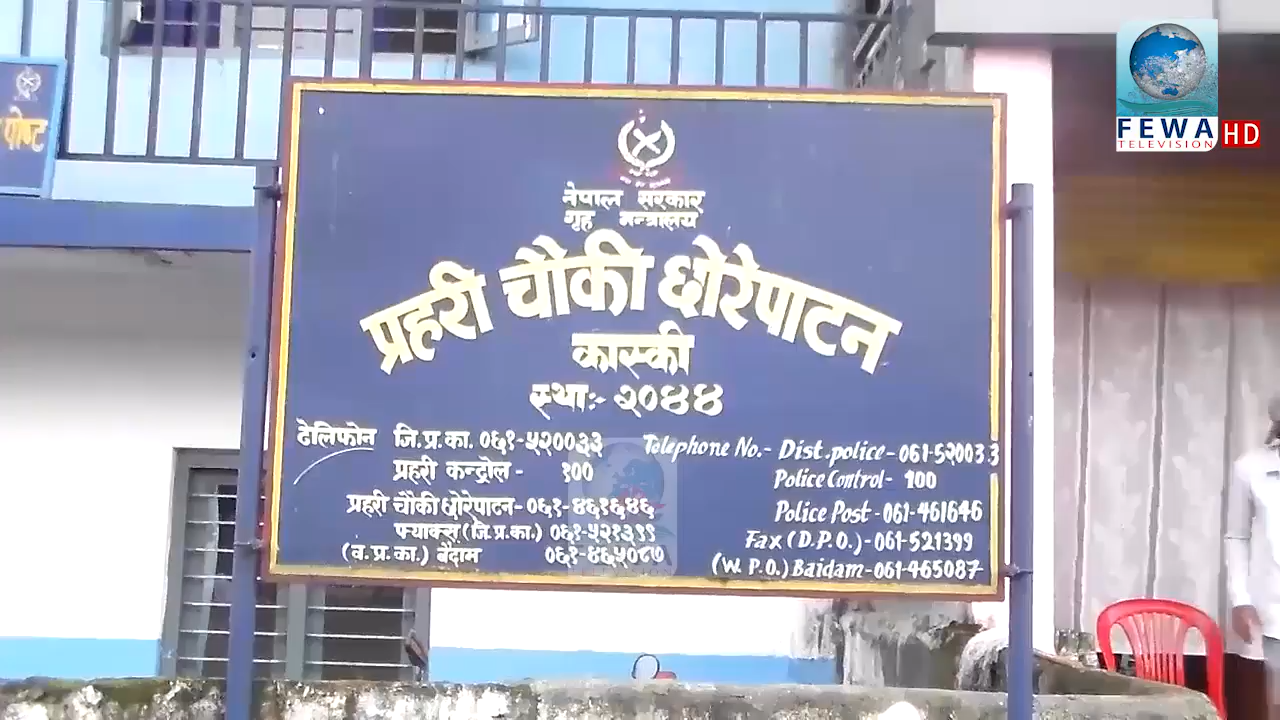 पोष्ट
FEWA
TELEVISION HD
नेपाल सरकार
गृह मन्त्रालय
प्रहरी चौकी छोरेपाटन
कास्की
स्थाः- २०४४
टेलिफोन जि.प्र.का. ०६१-५२००३३
प्रहरी कन्ट्रोल - १००
प्रहरी चौकी छोरेपाटन- ०६१-४६१६४६
फ्याक्स (जि.प्र.का.) ०६१-५२१३९९
(व.प्र.का.) बैदाम ०६१-४६५०८७
Telephone No.- Dist.police - 061-520033
Police Control - 100
Police Post - 061-461646
Fax (D.P.O.) - 061-521399
(W.P.O.) Baidam - 061-465087